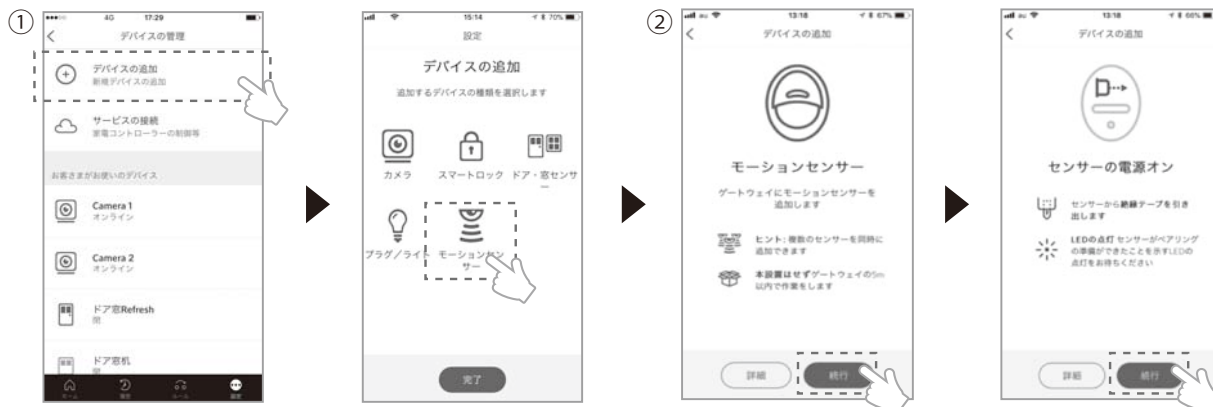 ①
4G 17:29
デバイスの管理
デバイスの追加
新規デバイスの追加
サービスの接続
家電コントローラーの制御等
お客さまがお使いのデバイス
Camera 1
オンライン
Camera 2
オンライン
ドア窓Refresh
閉
ドア窓机
ホーム
履歴
ルール
設定
15:14 70%
設定
デバイスの追加
追加するデバイスの種類を選択します
カメラ
スマートロック
ドア・窓センサ
ー
プラグ/ライト
モーションセン
サー
完了
②
au 13:18 67%
デバイスの追加
モーションセンサー
ゲートウェイにモーションセンサーを
追加します
ヒント: 複数のセンサーを同時に
追加できます
本設置はせずゲートウェイの5m
以内で作業をします
詳細
続行
au 13:18 66%
デバイスの追加
センサーの電源オン
センサーから絶縁テープを引き
出します
LEDの点灯 センサーがペアリング
の準備ができたことを示すLEDの
点灯をお待ちください
詳細
続行